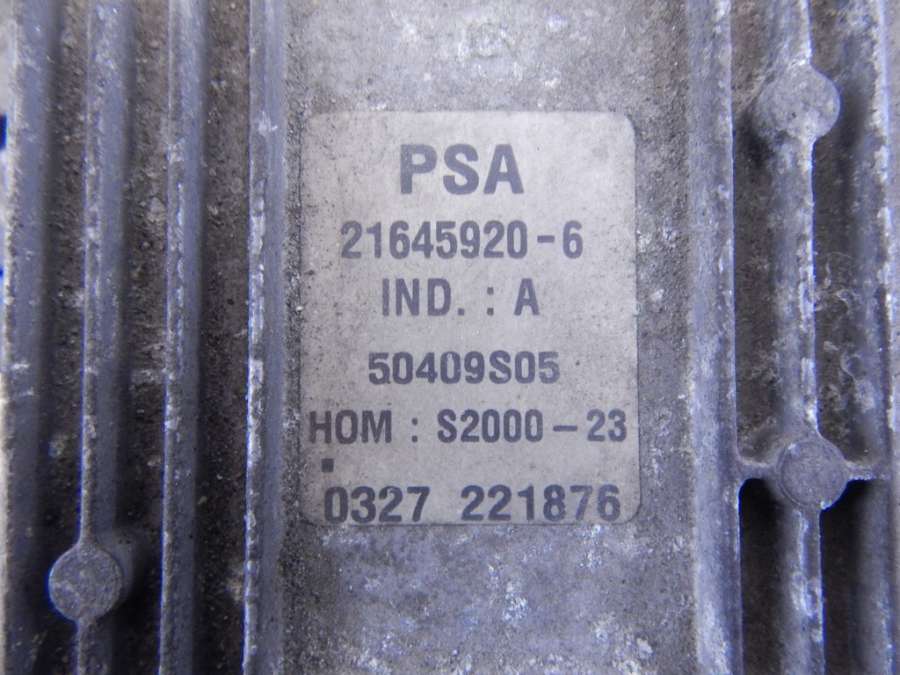 PSA
21645920-6
IND. : A
50409S05
HOM : S2000-23
0327 221876